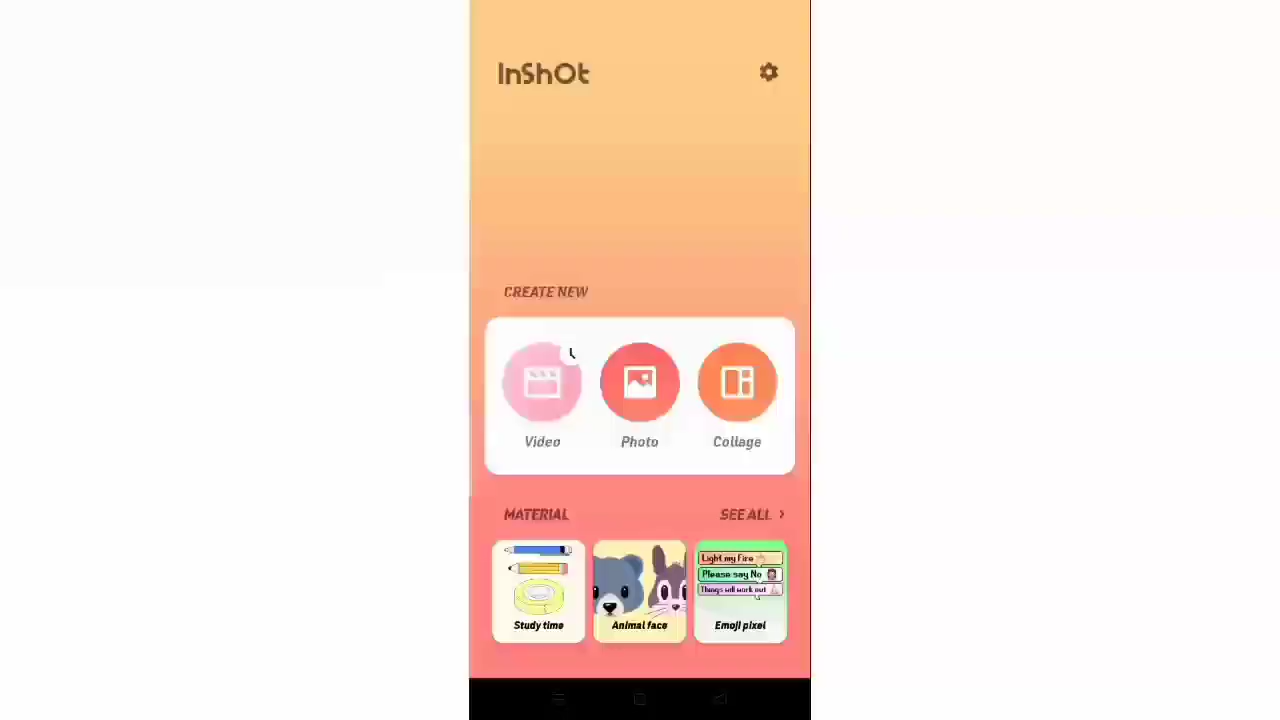 InShOt
CREATE NEW
Video
Photo
Collage
MATERIAL
SEE ALL >
Light my Fire
Please say No
Things will work out
Study time
Animal face
Emoji pixel